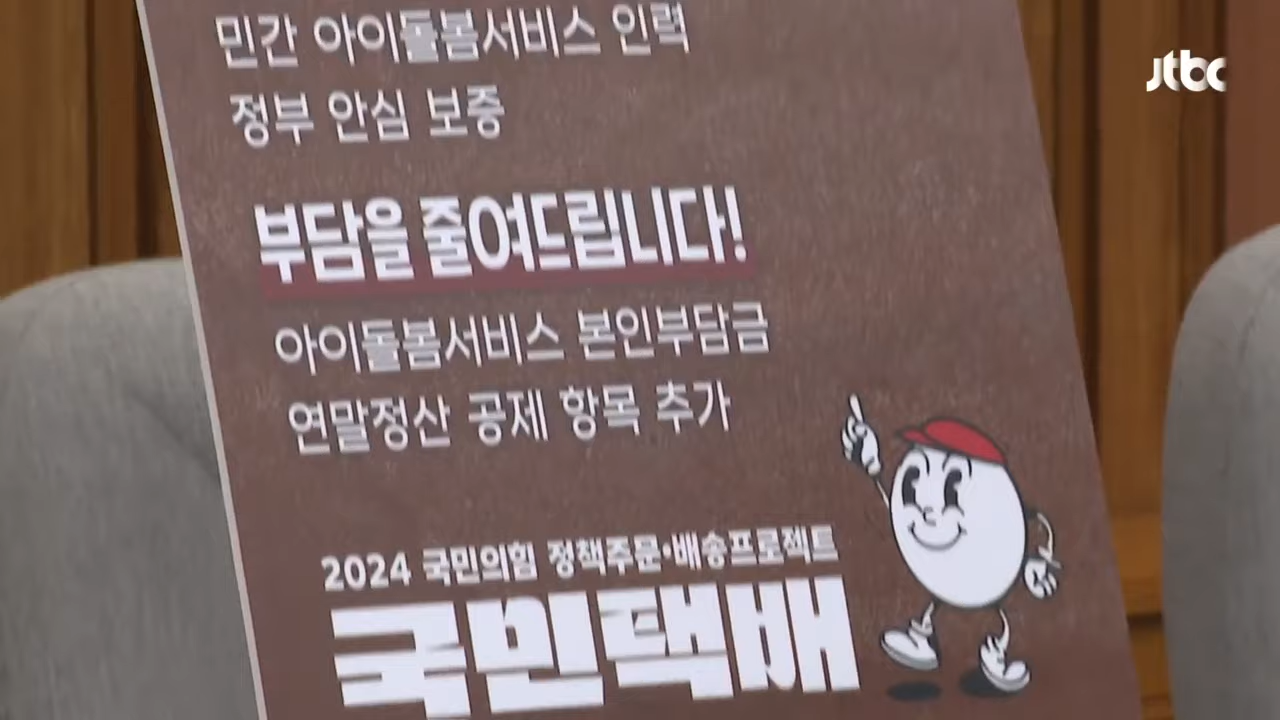 jtbc
민간 아이돌봄서비스 인력
정부 안심 보증
부담을 줄여드립니다!
아이돌봄서비스 본인부담금
연말정산 공제 항목 추가
2024 국민의힘 정책주문·배송프로젝트
국민택배